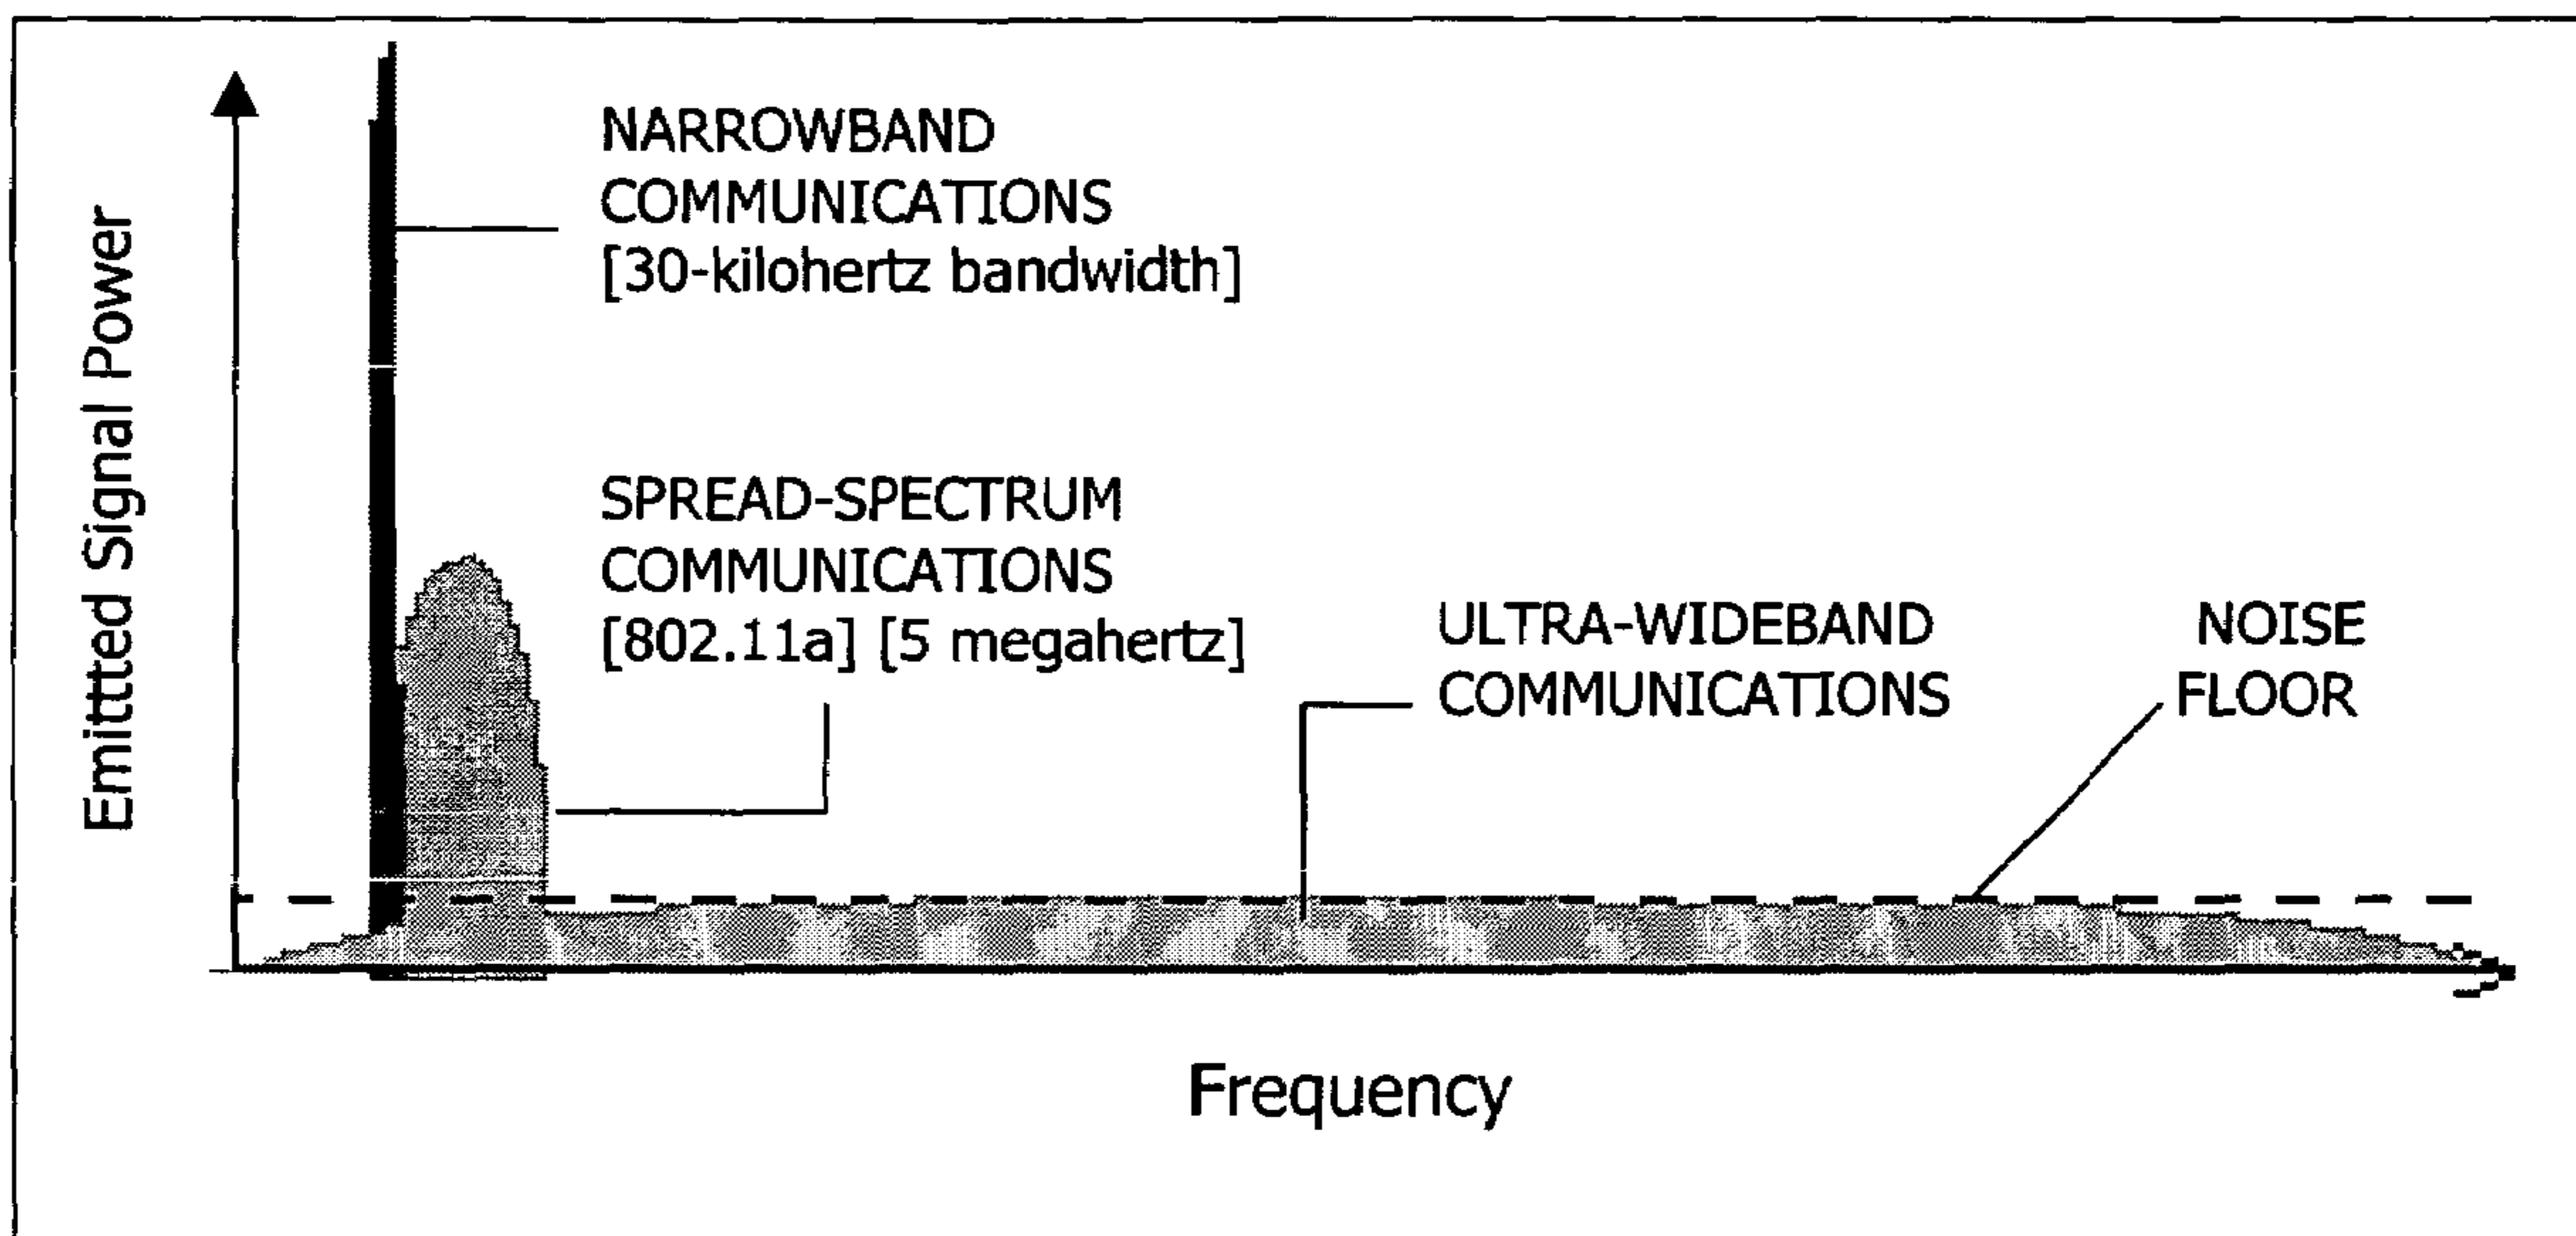 NARROWBAND
COMMUNICATIONS
[30-kilohertz bandwidth]
Emittted Signal Power
SPREAD-SPECTRUM
COMMUNICATIONS
[802.11a] [5 megahertz]
ULTRA-WIDEBAND
COMMUNICATIONS
NOISE
FLOOR
Frequency